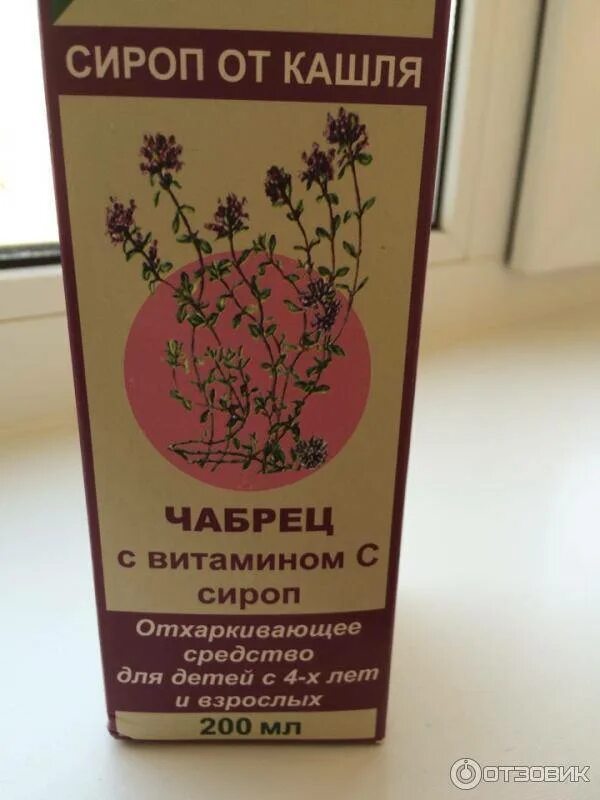 СИРОП ОТ КАШЛЯ
ЧАБРЕЦ
с витамином С
сироп
Отхаркивающее
средство
для детей с 4-х лет
и взрослых
200 мл
ОТЗОВИК